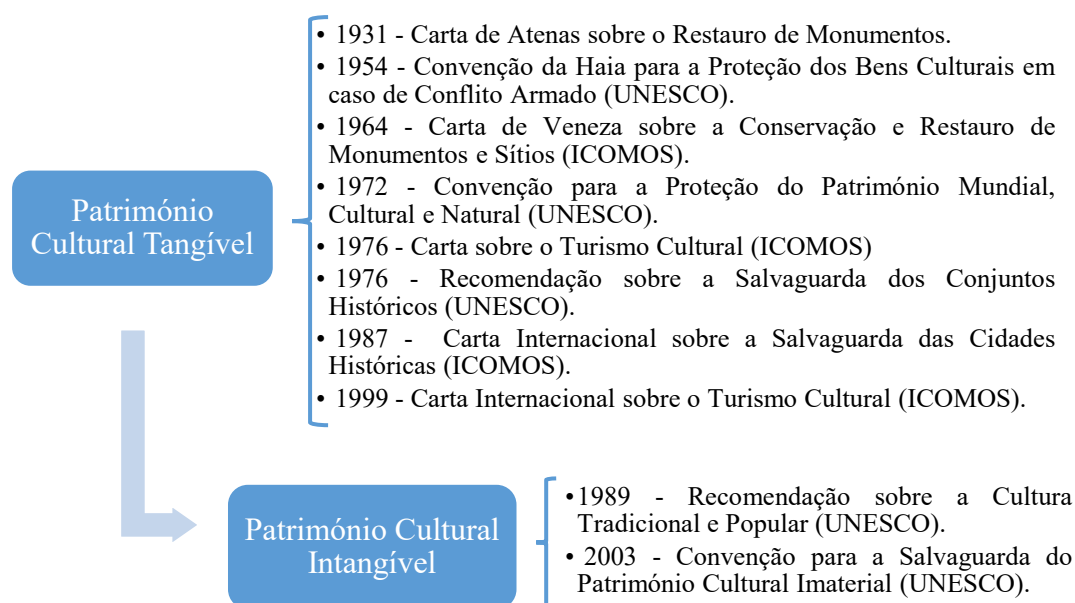 Património
Cultural Tangível
• 1931 - Carta de Atenas sobre o Restauro de Monumentos.
• 1954 - Convenção da Haia para a Proteção dos Bens Culturais em
caso de Conflito Armado (UNESCO).
• 1964 - Carta de Veneza sobre a Conservação e Restauro de
Monumentos e Sítios (ICOMOS).
• 1972 - Convenção para a Proteção do Património Mundial,
Cultural e Natural (UNESCO).
• 1976 - Carta sobre o Turismo Cultural (ICOMOS)
• 1976 - Recomendação sobre a Salvaguarda dos Conjuntos
Históricos (UNESCO).
• 1987 - Carta Internacional sobre a Salvaguarda das Cidades
Históricas (ICOMOS).
• 1999 - Carta Internacional sobre o Turismo Cultural (ICOMOS).
Património Cultural
Intangível
•1989 - Recomendação sobre a Cultura
Tradicional e Popular (UNESCO).
• 2003 - Convenção para a Salvaguarda do
Património Cultural Imaterial (UNESCO).